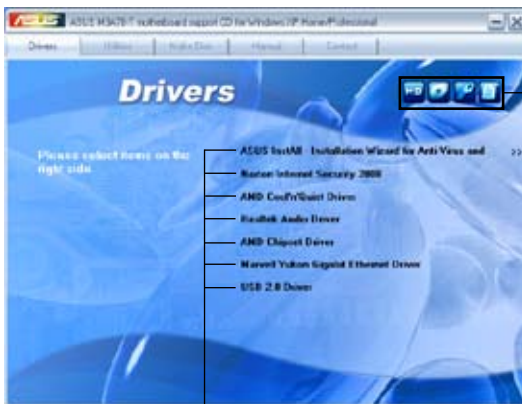 ASUS M3A78-T motherboard support CD for Windows XP Home/Professional
Drivers Utilities Make Disk Manual Contact
Drivers
Please select items on the right side.
ASUS InstAll - Installation Wizard for Anti Virus and >>
Norton Internet Security 2008
AMD Cool'n'Quiet Driver
Realtek Audio Driver
AMD Chipset Driver
Marvell Yukon Gigabit Ethernet Driver
USB 2.0 Driver